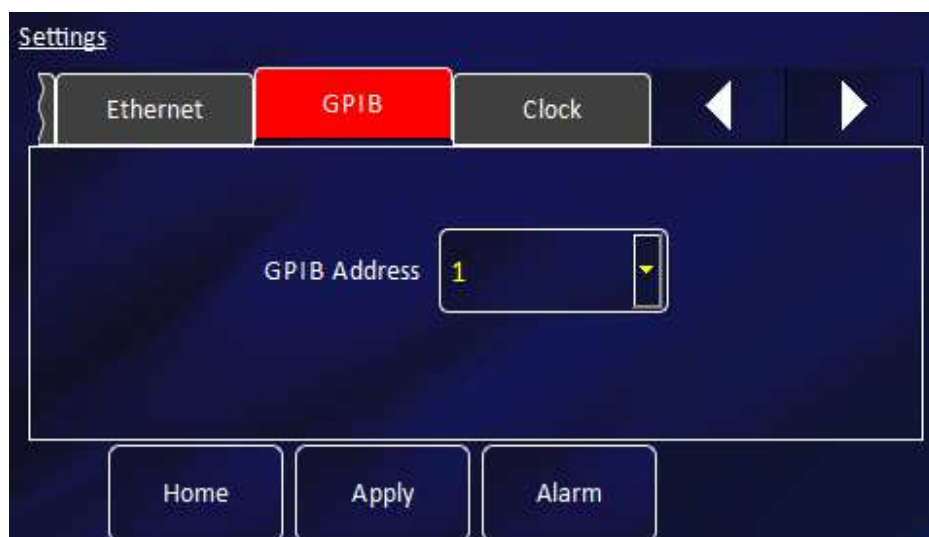 Settings
Ethernet GPIB Clock
GPIB Address 1
Home Apply Alarm